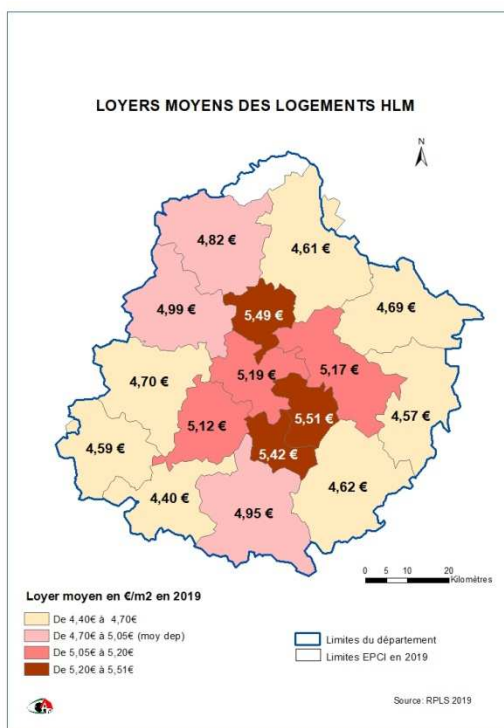 LOYERS MOYENS DES LOGEMENTS HLM
N
4,82 €
4,61 €
4,99 €
5,49 €
4,69 €
4,70 €
5,19 €
5,17 €
5,12 €
5,51 €
4,57 €
4,59 €
5,42 €
4,40 €
4,95 €
4,62 €
0 5 10 20
Kilomètres
Loyer moyen en €/m2 en 2019
De 4,40€ à 4,70€
De 4,70€ à 5,05€ (moy dep)
De 5,05€ à 5,20€
De 5,20€ à 5,51€
Limites du département
Limites EPCI en 2019
Source: RPLS 2019